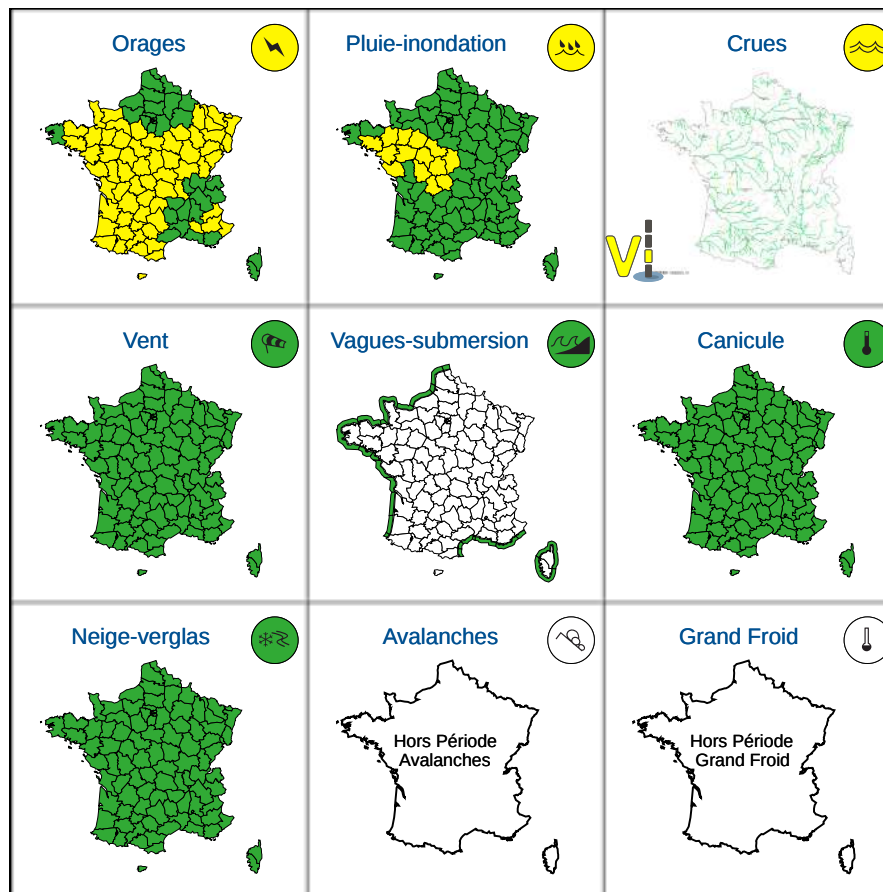 Orages
Pluie-inondation
Crues
Vi
Vent
Vagues-submersion
Canicule
Neige-verglas
Avalanches
Grand Froid
Hors Période
Avalanches
Hors Période
Grand Froid